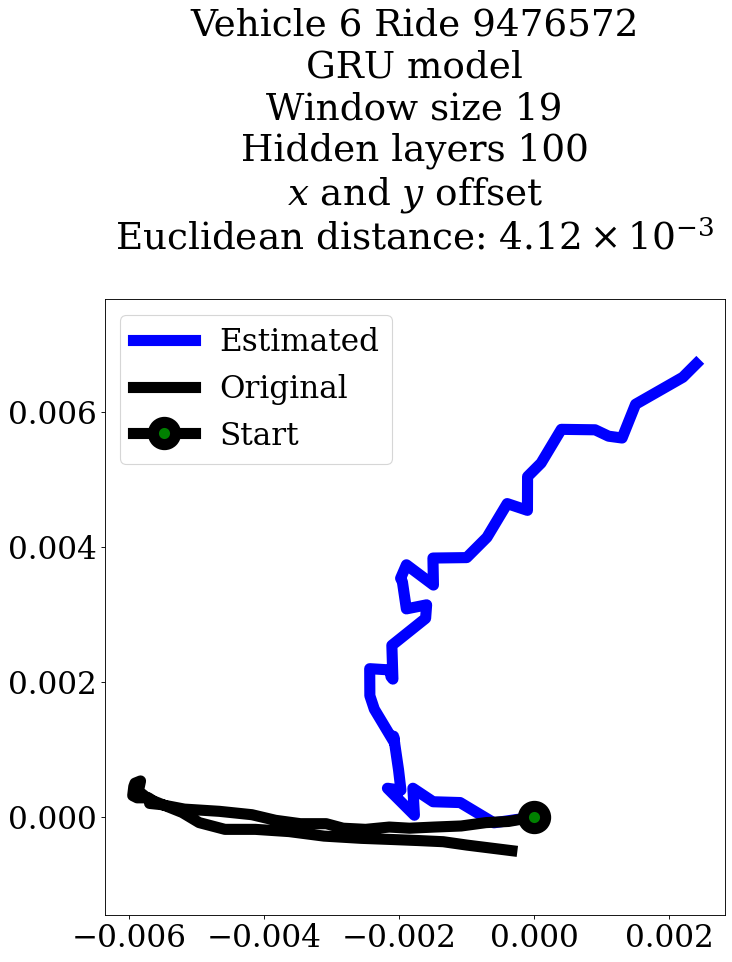 Vehicle 6 Ride 9476572
GRU model
Window size 19
Hidden layers 100
x and y offset
Euclidean distance: 4.12 × 10⁻³
Estimated
Original
Start
0.006
0.004
0.002
0.000
−0.006 −0.004 −0.002 0.000 0.002